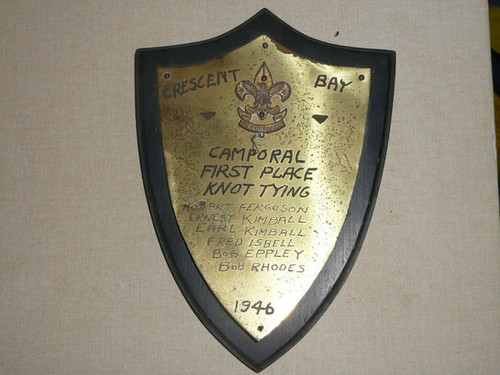 CRESCENT BAY
CAMPORAL
FIRST PLACE
KNOT TYING
HOBART FERGUSON
ERNEST KIMBALL
EARL KIMBALL
FRED ISBELL
BOB EPPLEY
BOB RHODES
1946